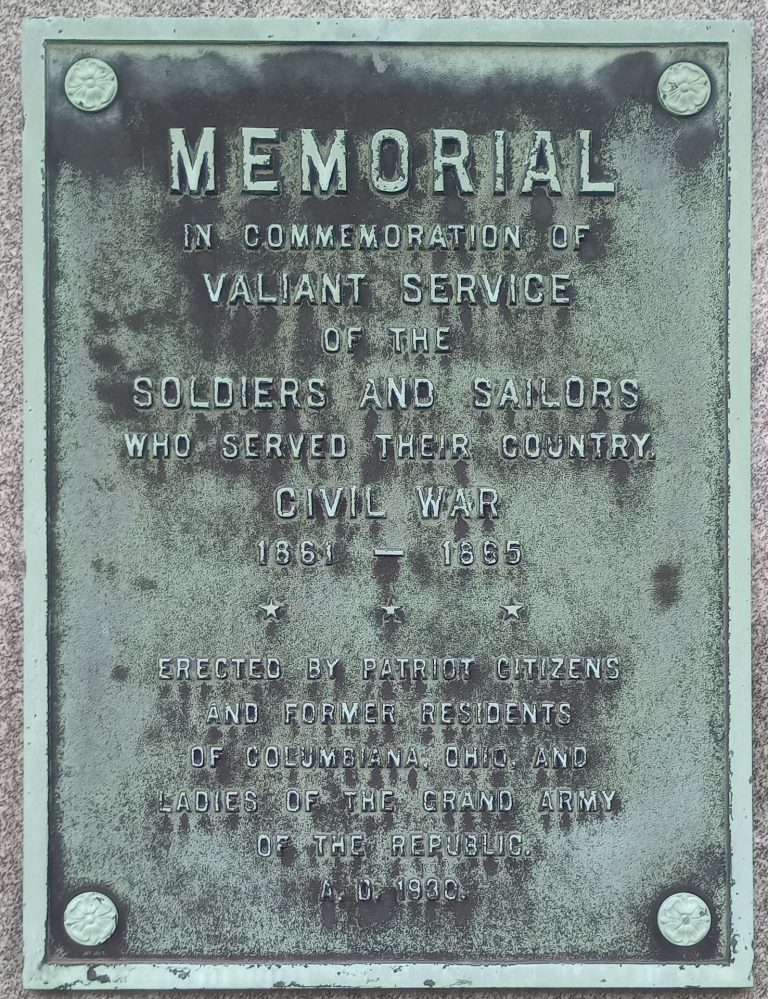 MEMORIAL
IN COMMEMORATION OF
VALIANT SERVICE
OF THE
SOLDIERS AND SAILORS
WHO SERVED THEIR COUNTRY.
CIVIL WAR
1861 — 1865
ERECTED BY PATRIOT CITIZENS
AND FORMER RESIDENTS
OF COLUMBIANA, OHIO, AND
LADIES OF THE GRAND ARMY
OF THE REPUBLIC.
A. D. 1930.